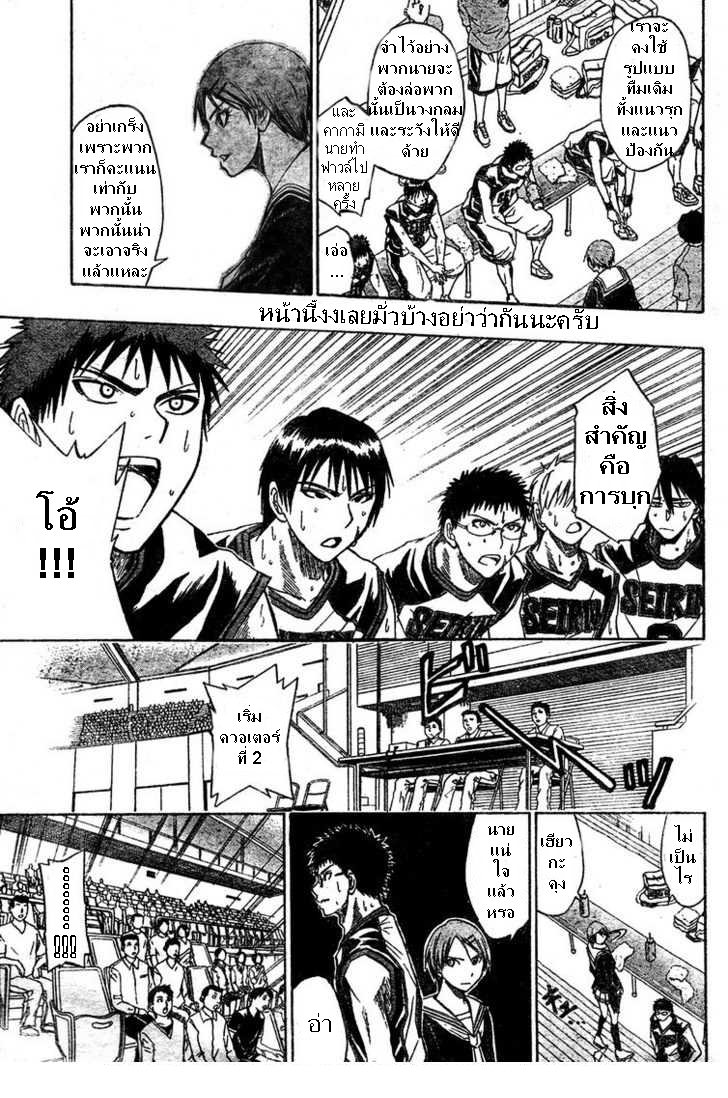 เราจะ
คงใช้
รูปแบบ
ทีมเดิม
ทั้งแนวรุก
และแนว
ป้องกัน
จำไว้อย่าง
พวกนายจะ
ต้องล่อพวก
นั้นเป็นวงกลม
และระวังให้ดี
ด้วย
และ
คากามิ
นายทำ
ฟาวล์ไป
หลาย
ครั้ง
เอ่อ
...
อย่าเกร็ง
เพราะพวก
เราก็คะแนน
เท่ากับ
พวกนั้น
พวกนั้นน่า
จะเอาจริง
แล้วแหละ
หน้านี้งงเลยมั่วบ้างอย่าว่ากันนะครับ
สิ่ง
สำคัญ
คือ
การบุก
โอ้
!!!
SEIRIN
SEIRIN
SEIRIN
SEIRI
ビーッ
เริ่ม
ควอเตอร์
ที่ 2
ไม่
เป็นไร
เฮียว
กะ
คุง
นาย
แน่
ใจ
แล้ว
หรอ
อ่า